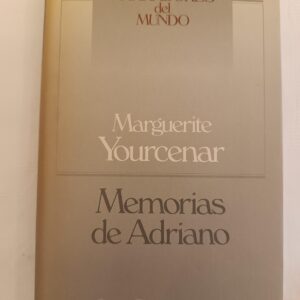 del
MUNDO
Marguerite
Yourcenar
Memorias
de Adriano